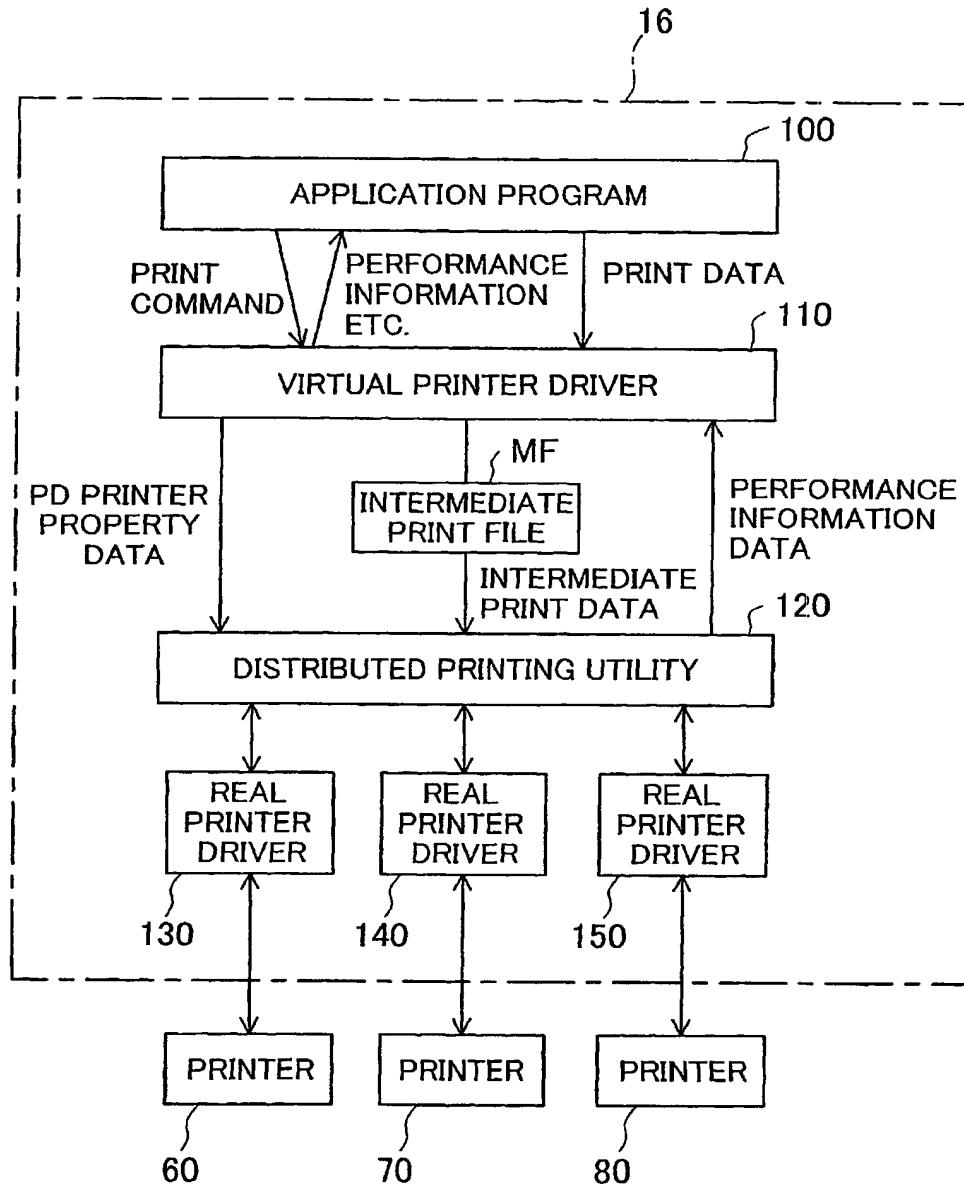 16
100
APPLICATION PROGRAM
PRINT
COMMAND
PERFORMANCE
INFORMATION
ETC.
PRINT DATA
110
VIRTUAL PRINTER DRIVER
PD PRINTER
PROPERTY
DATA
MF
INTERMEDIATE
PRINT FILE
INTERMEDIATE
PRINT DATA
PERFORMANCE
INFORMATION
DATA
120
DISTRIBUTED PRINTING UTILITY
REAL
PRINTER
DRIVER
REAL
PRINTER
DRIVER
REAL
PRINTER
DRIVER
130
140
150
PRINTER
PRINTER
PRINTER
60
70
80